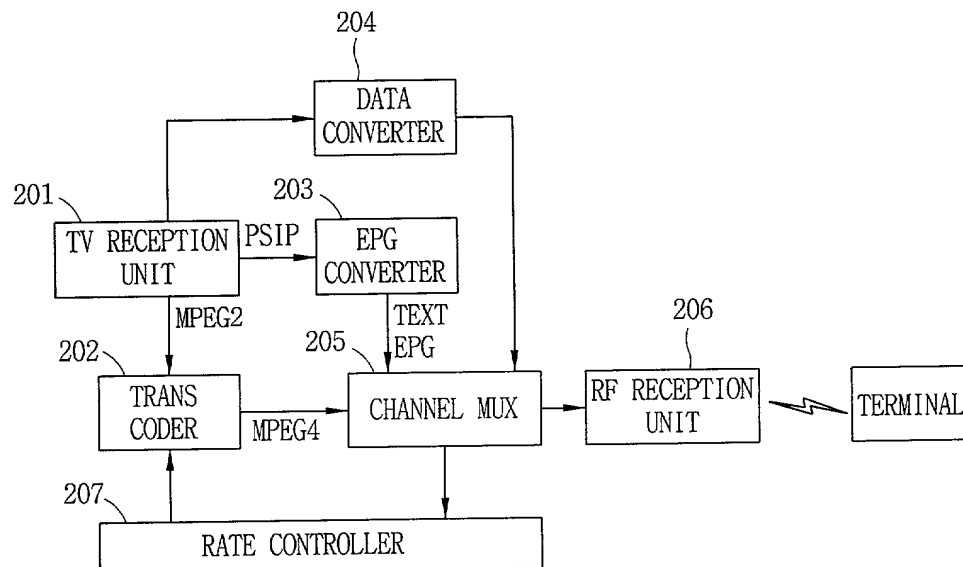 204
DATA
CONVERTER
201
203
TV RECEPTION
UNIT
PSIP
EPG
CONVERTER
MPEG2
TEXT
EPG
202
205
206
TRANS
CODER
MPEG4
CHANNEL MUX
RF RECEPTION
UNIT
TERMINAL
207
RATE CONTROLLER